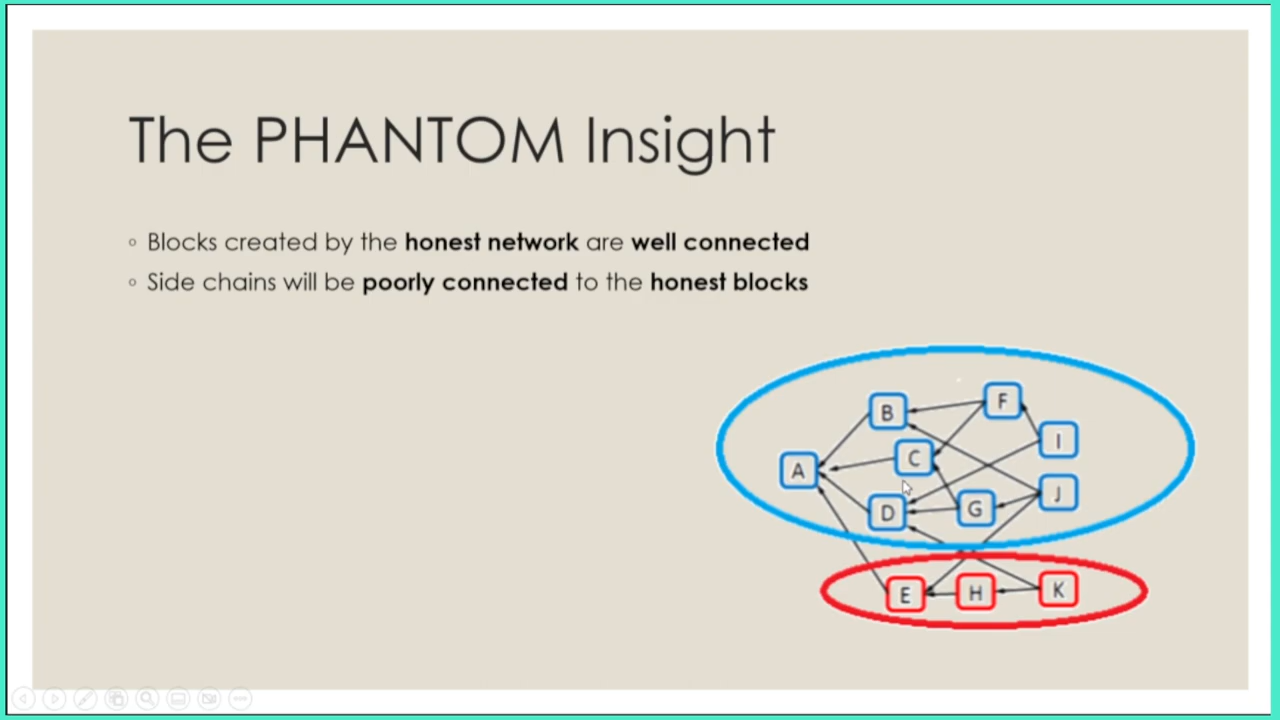 The PHANTOM Insight
◦ Blocks created by the honest network are well connected
◦ Side chains will be poorly connected to the honest blocks
B
F
I
C
A
J
D
G
E
H
K